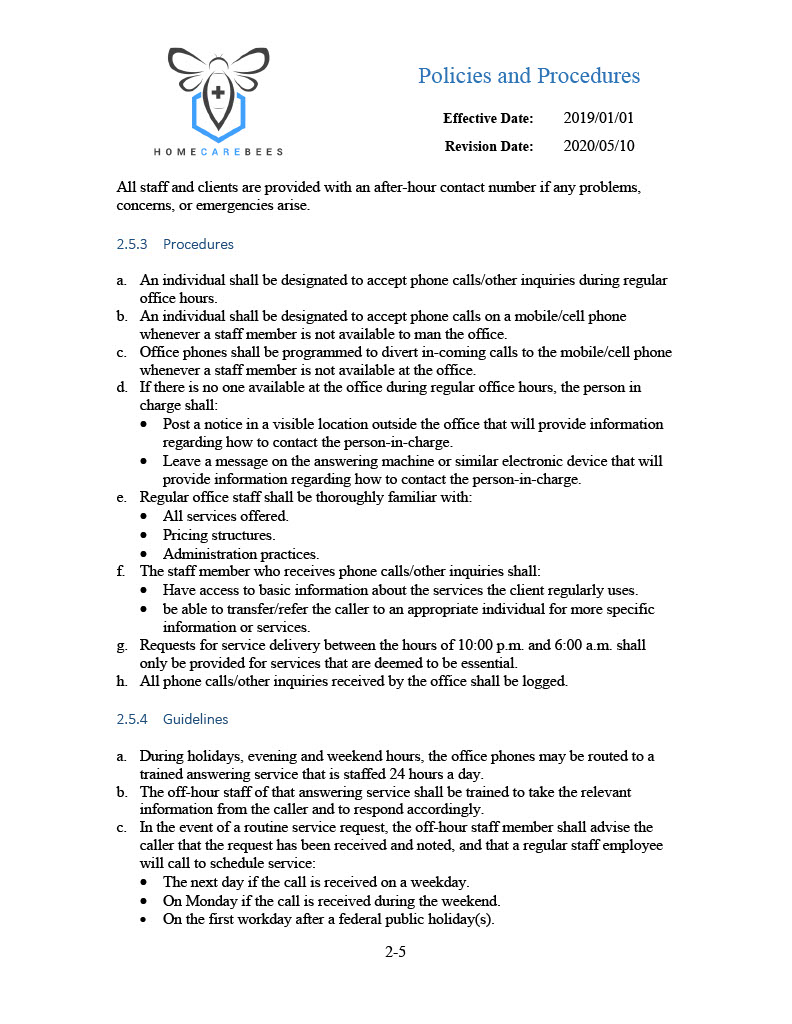 HOMECAREBEES
Policies and Procedures
Effective Date: 2019/01/01
Revision Date: 2020/05/10
All staff and clients are provided with an after-hour contact number if any problems,
concerns, or emergencies arise.
2.5.3 Procedures
a. An individual shall be designated to accept phone calls/other inquiries during regular
office hours.
b. An individual shall be designated to accept phone calls on a mobile/cell phone
whenever a staff member is not available to man the office.
c. Office phones shall be programmed to divert in-coming calls to the mobile/cell phone
whenever a staff member is not available at the office.
d. If there is no one available at the office during regular office hours, the person in
charge shall:
• Post a notice in a visible location outside the office that will provide information
regarding how to contact the person-in-charge.
• Leave a message on the answering machine or similar electronic device that will
provide information regarding how to contact the person-in-charge.
e. Regular office staff shall be thoroughly familiar with:
• All services offered.
• Pricing structures.
• Administration practices.
f. The staff member who receives phone calls/other inquiries shall:
• Have access to basic information about the services the client regularly uses.
• be able to transfer/refer the caller to an appropriate individual for more specific
information or services.
g. Requests for service delivery between the hours of 10:00 p.m. and 6:00 a.m. shall
only be provided for services that are deemed to be essential.
h. All phone calls/other inquiries received by the office shall be logged.
2.5.4 Guidelines
a. During holidays, evening and weekend hours, the office phones may be routed to a
trained answering service that is staffed 24 hours a day.
b. The off-hour staff of that answering service shall be trained to take the relevant
information from the caller and to respond accordingly.
c. In the event of a routine service request, the off-hour staff member shall advise the
caller that the request has been received and noted, and that a regular staff employee
will call to schedule service:
• The next day if the call is received on a weekday.
• On Monday if the call is received during the weekend.
• On the first workday after a federal public holiday(s).
2-5